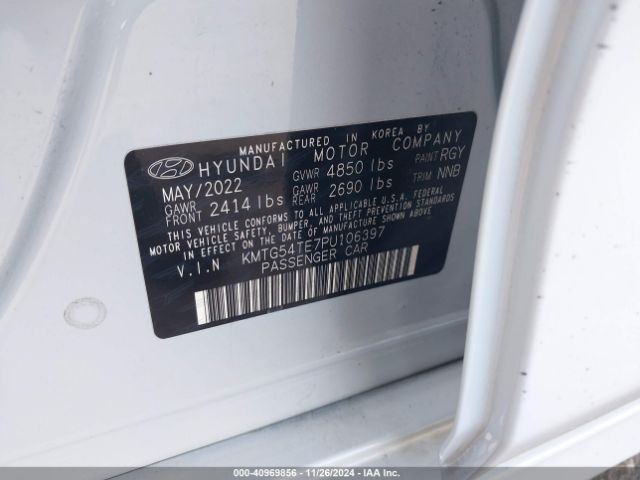 MANUFACTURED IN KOREA BY
HYUNDAI MOTOR COMPANY
MAY/2022 GVWR 4850 lbs PAINT RGY
GAWR FRONT 2414 lbs GAWR REAR 2690 lbs TRIM NNB
THIS VEHICLE CONFORMS TO ALL APPLICABLE U.S.A. FEDERAL
MOTOR VEHICLE SAFETY, BUMPER, AND THEFT PREVENTION STANDARDS
IN EFFECT ON THE DATE OF MANUFACTURE SHOWN ABOVE.
V.I.N KMTG54TE7PU106397
PASSENGER CAR
000-40969856 - 11/26/2024 - IAA Inc.